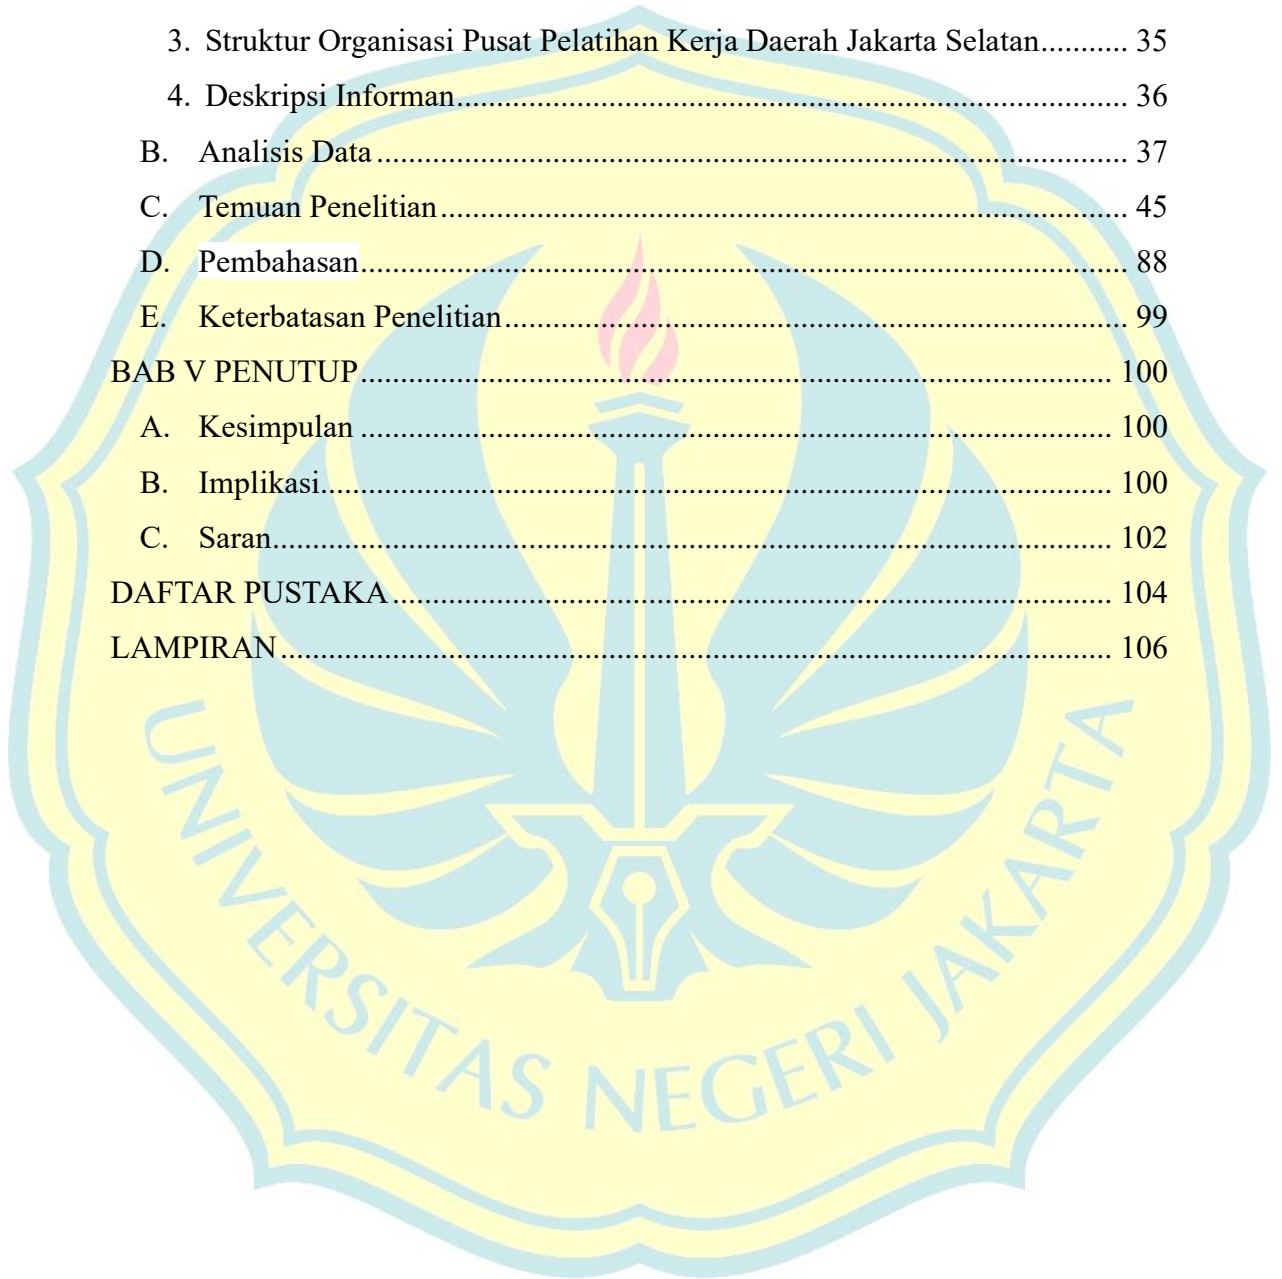 3. Struktur Organisasi Pusat Pelatihan Kerja Daerah Jakarta Selatan........... 35
4. Deskripsi Informan.................................................................................... 36
B. Analisis Data.............................................................................................. 37
C. Temuan Penelitian...................................................................................... 45
D. Pembahasan................................................................................................ 88
E. Keterbatasan Penelitian.............................................................................. 99
BAB V PENUTUP.............................................................................................. 100
A. Kesimpulan............................................................................................... 100
B. Implikasi................................................................................................... 100
C. Saran......................................................................................................... 102
DAFTAR PUSTAKA.......................................................................................... 104
LAMPIRAN........................................................................................................ 106
UNIVERSITAS NEGERI JAKARTA